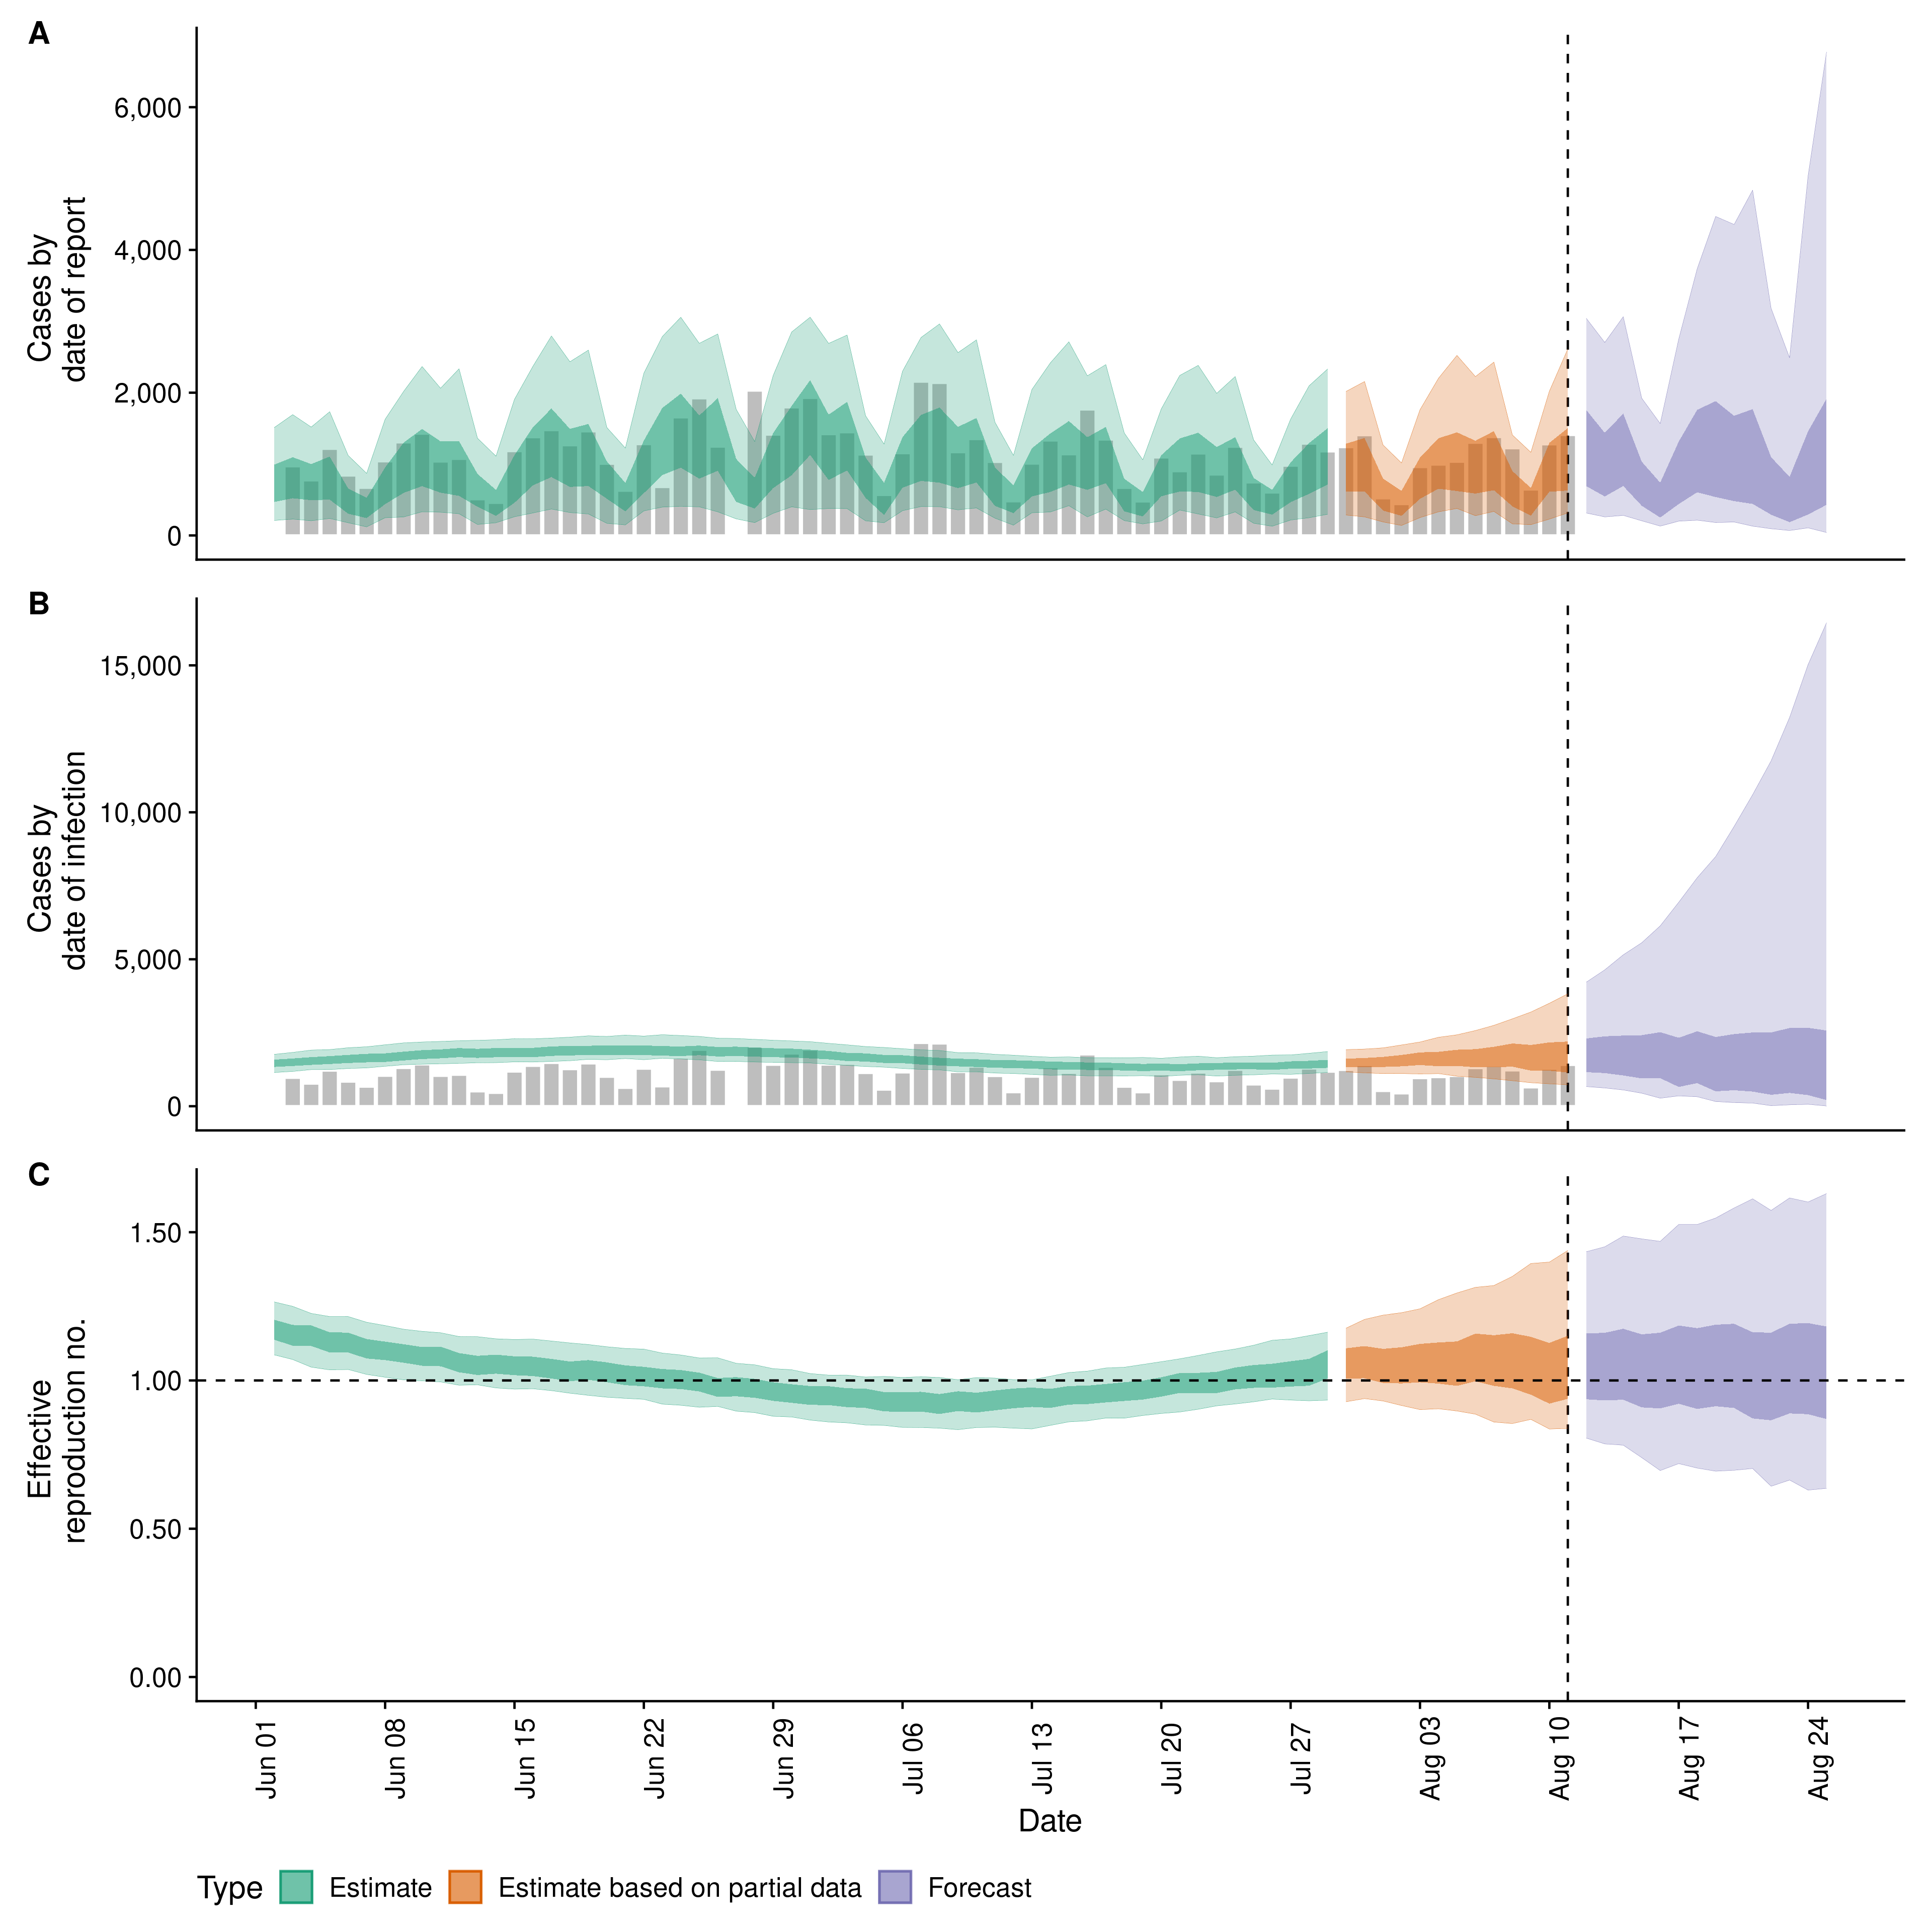 A
Cases by
date of report
6,000
4,000
2,000
0
B
Cases by
date of infection
15,000
10,000
5,000
0
C
Effective
reproduction no.
1.50
1.00
0.50
0.00
Jun 01
Jun 08
Jun 15
Jun 22
Jun 29
Jul 06
Jul 13
Jul 20
Jul 27
Aug 03
Aug 10
Aug 17
Aug 24
Date
Type Estimate Estimate based on partial data Forecast